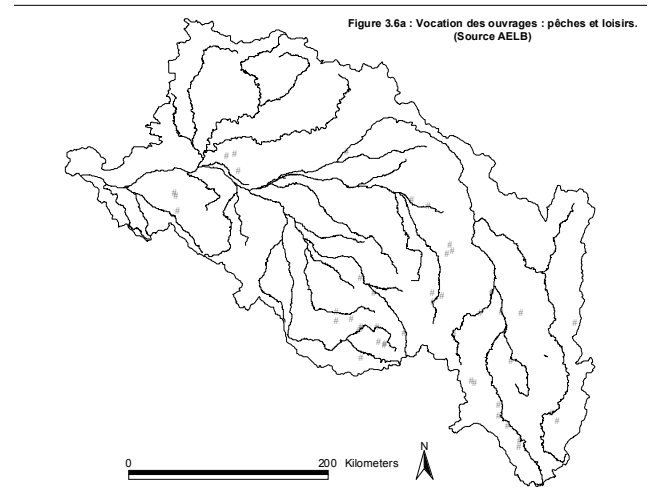 Figure 3.6a : Vocation des ouvrages : pêches et loisirs.
(Source AELB)
N
0 200 Kilometers